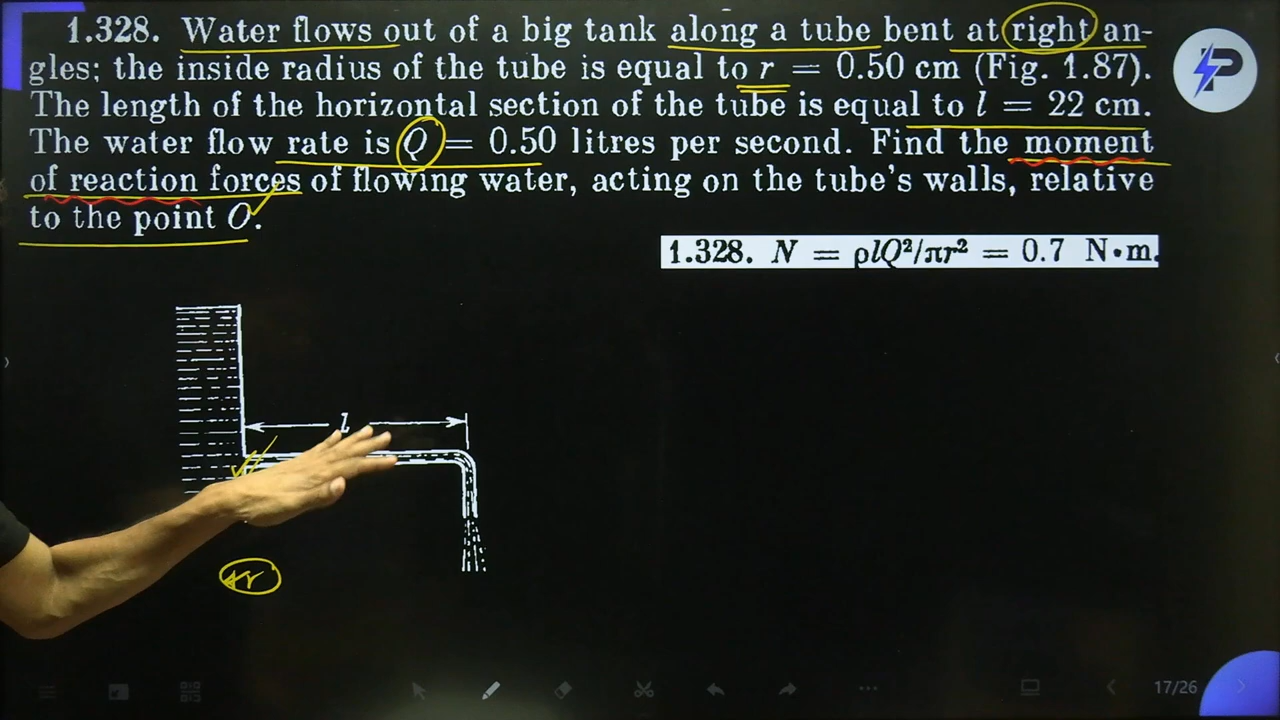 1.328. Water flows out of a big tank along a tube bent at right an-
gles: the inside radius of the tube is equal to r = 0.50 cm (Fig. 1.87).
The length of the horizontal section of the tube is equal to l = 22 cm.
The water flow rate is Q = 0.50 litres per second. Find the moment
of reaction forces of flowing water, acting on the tube's walls, relative
to the point O.
1.328. N = ρlQ²/πr² = 0.7 N•m.
l
17/26